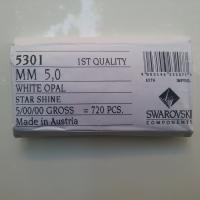 5301 1ST QUALITY
MM 5,0
WHITE OPAL
STAR SHINE
5/00/00 GROSS = 720 PCS.
Made in Austria
SWAROVSKI
COMPONENTS